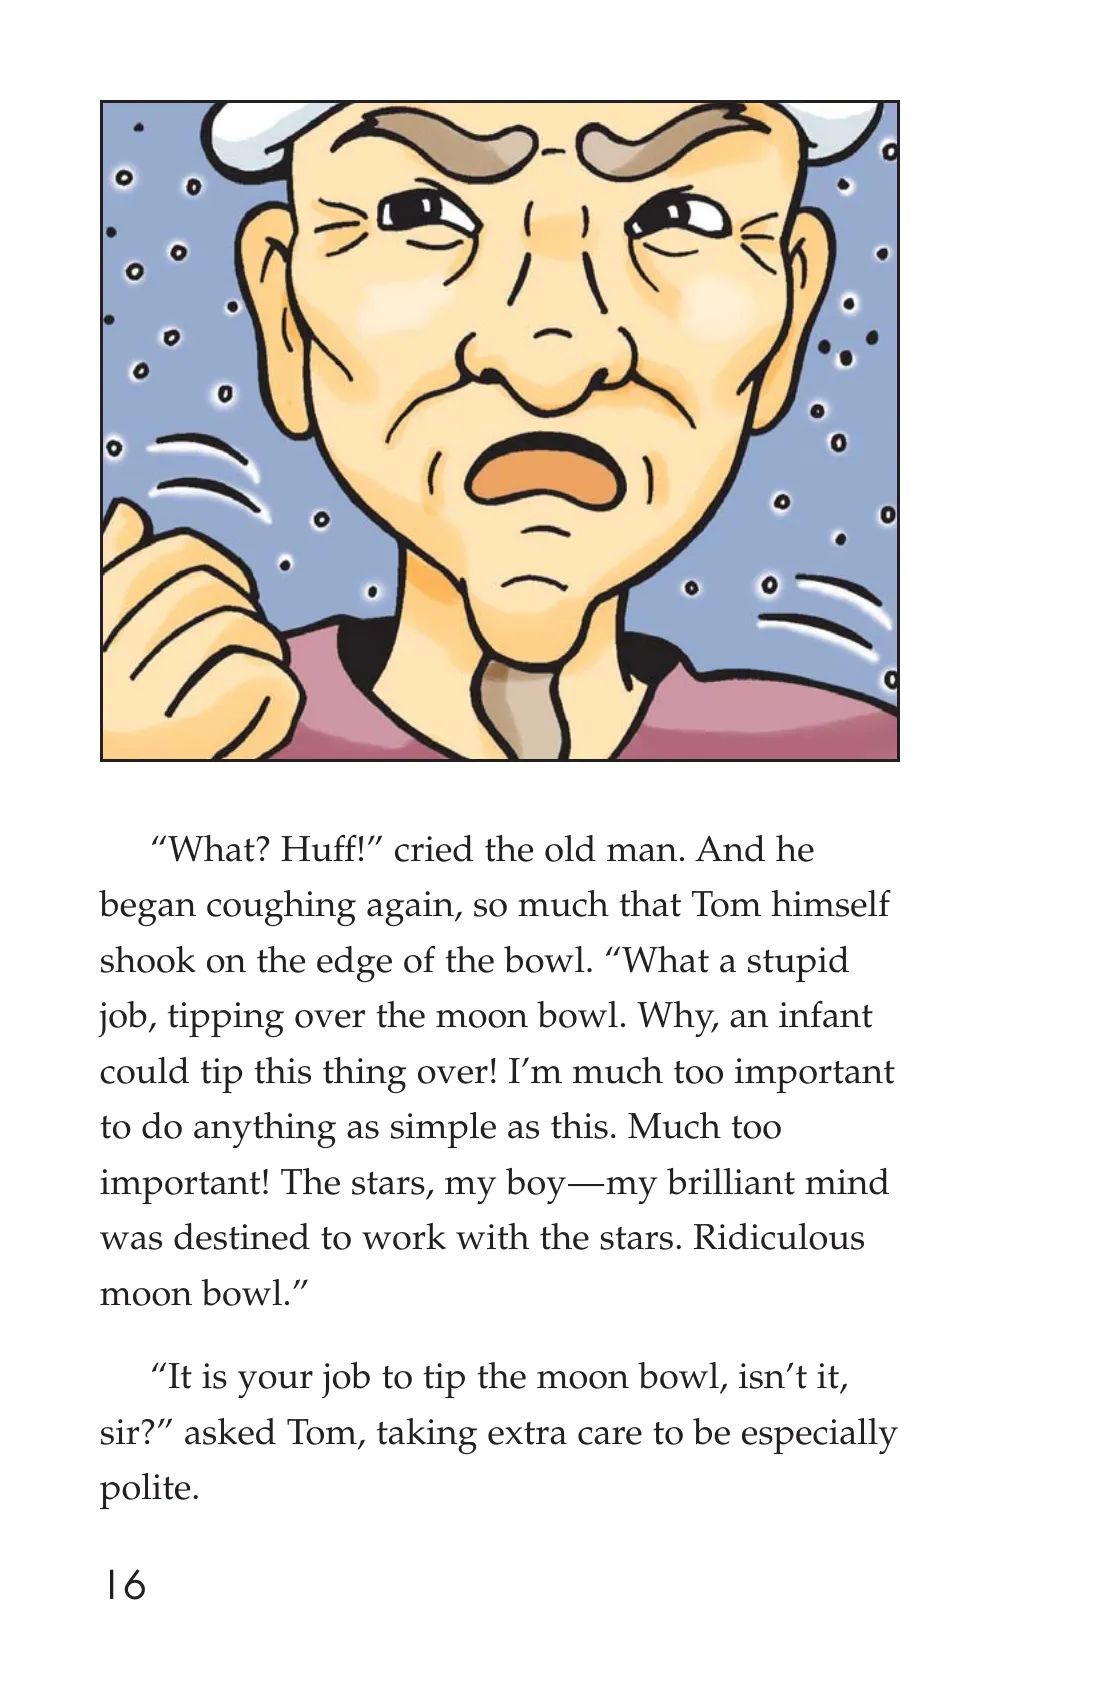 “What? Huff!” cried the old man. And he
began coughing again, so much that Tom himself
shook on the edge of the bowl. “What a stupid
job, tipping over the moon bowl. Why, an infant
could tip this thing over! I’m much too important
to do anything as simple as this. Much too
important! The stars, my boy—my brilliant mind
was destined to work with the stars. Ridiculous
moon bowl.”
“It is your job to tip the moon bowl, isn’t it,
sir?” asked Tom, taking extra care to be especially
polite.
16